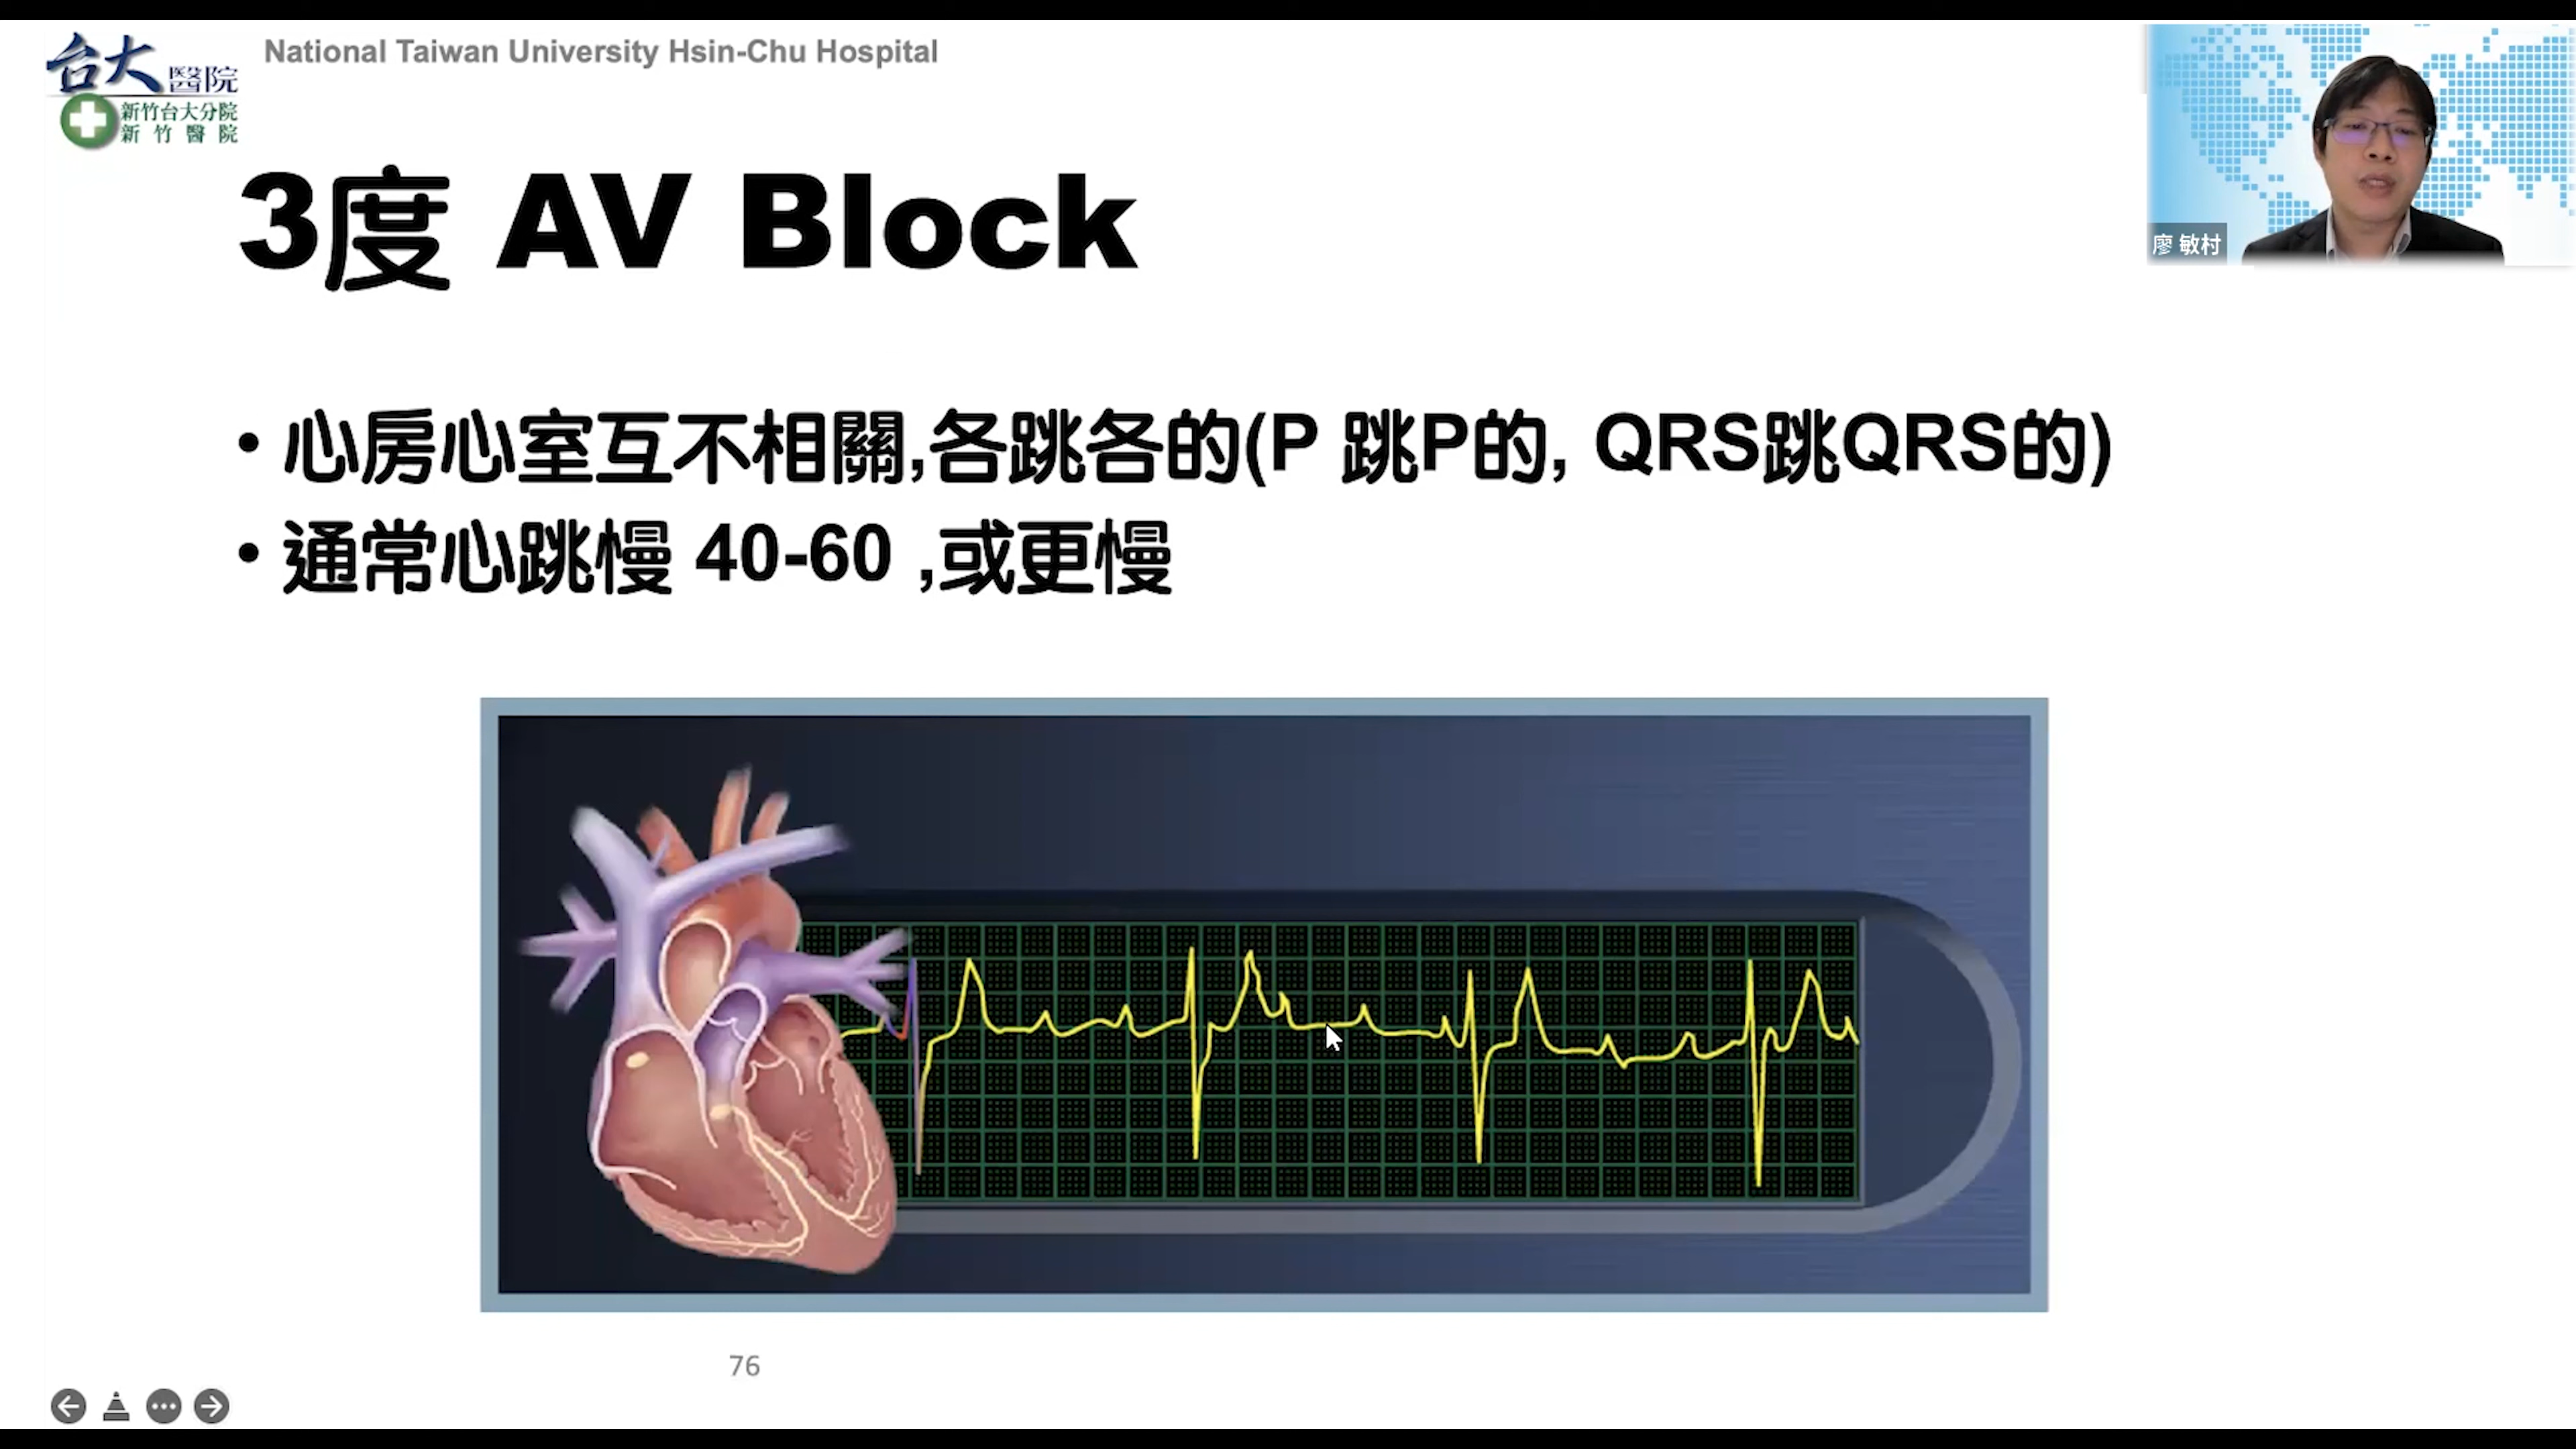 台大醫院
新竹台大分院
新竹醫院
National Taiwan University Hsin-Chu Hospital
廖 敏村
3度 AV Block
• 心房心室互不相關,各跳各的(P 跳P的, QRS跳QRS的)
• 通常心跳慢 40-60 ,或更慢
76